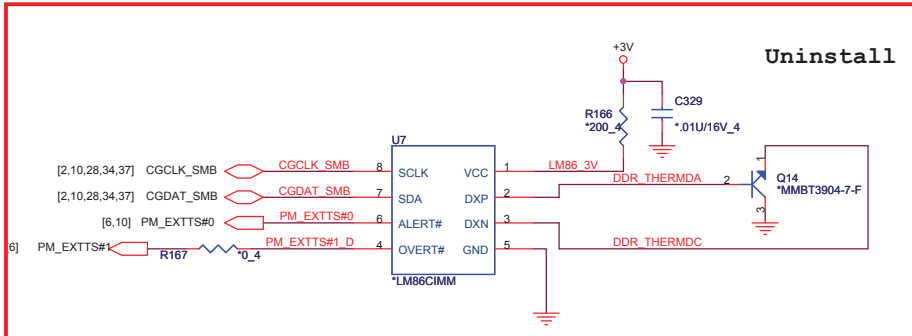 +3V
Uninstall
R166
*200_4
C329
*.01U/16V_4
U7
[2,10,28,34,37] CGCLK_SMB
CGCLK_SMB
8
SCLK
VCC
1
LM86_3V
[2,10,28,34,37] CGDAT_SMB
CGDAT_SMB
7
SDA
DXP
2
DDR_THERMDA
2
1
3
Q14
*MMBT3904-7-F
[6,10] PM_EXTTS#0
PM_EXTTS#0
6
ALERT#
DXN
3
DDR_THERMDC
6] PM_EXTTS#1
R167
*0_4
PM_EXTTS#1_D
4
OVERT#
GND
5
*LM86CIMM